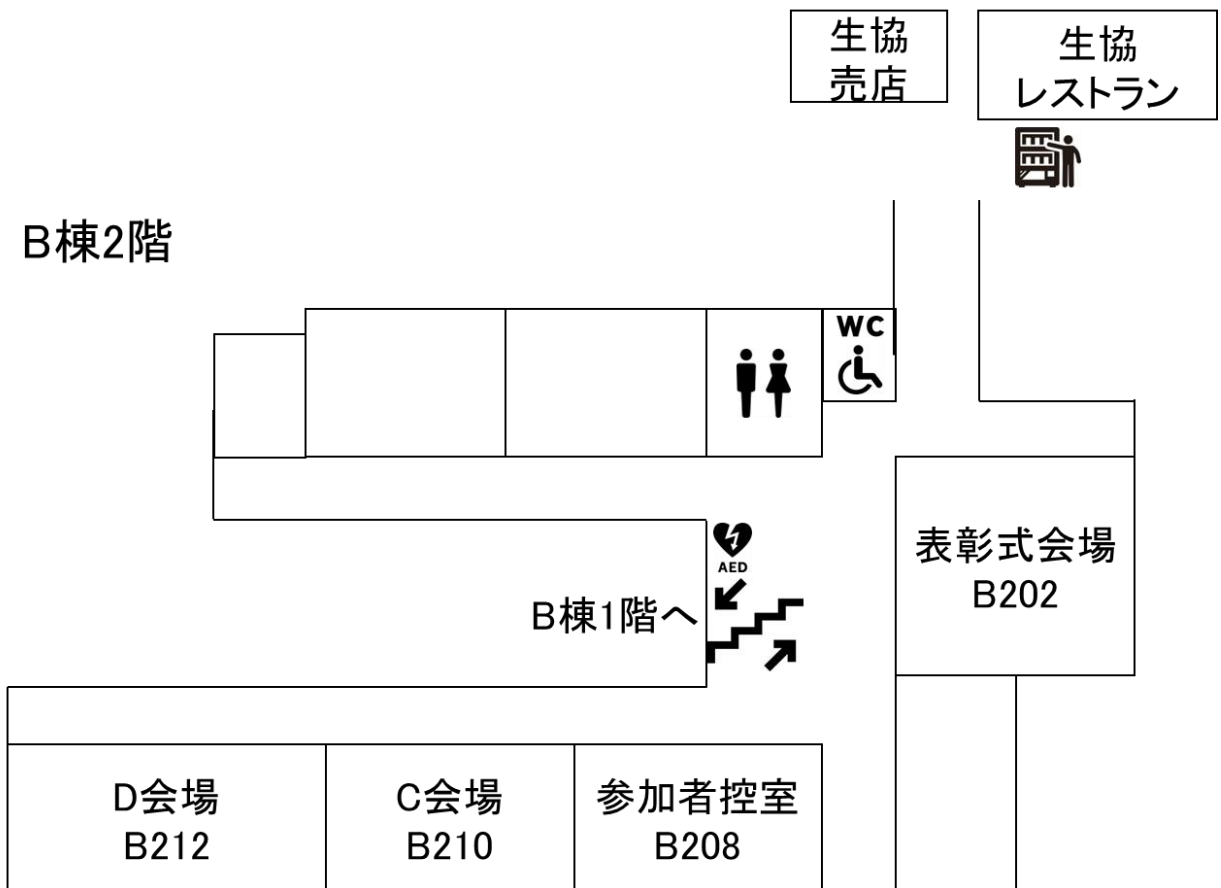 生協
売店
生協
レストラン
B棟2階
WC
AED
B棟1階へ
表彰式会場
B202
D会場
B212
C会場
B210
参加者控室
B208